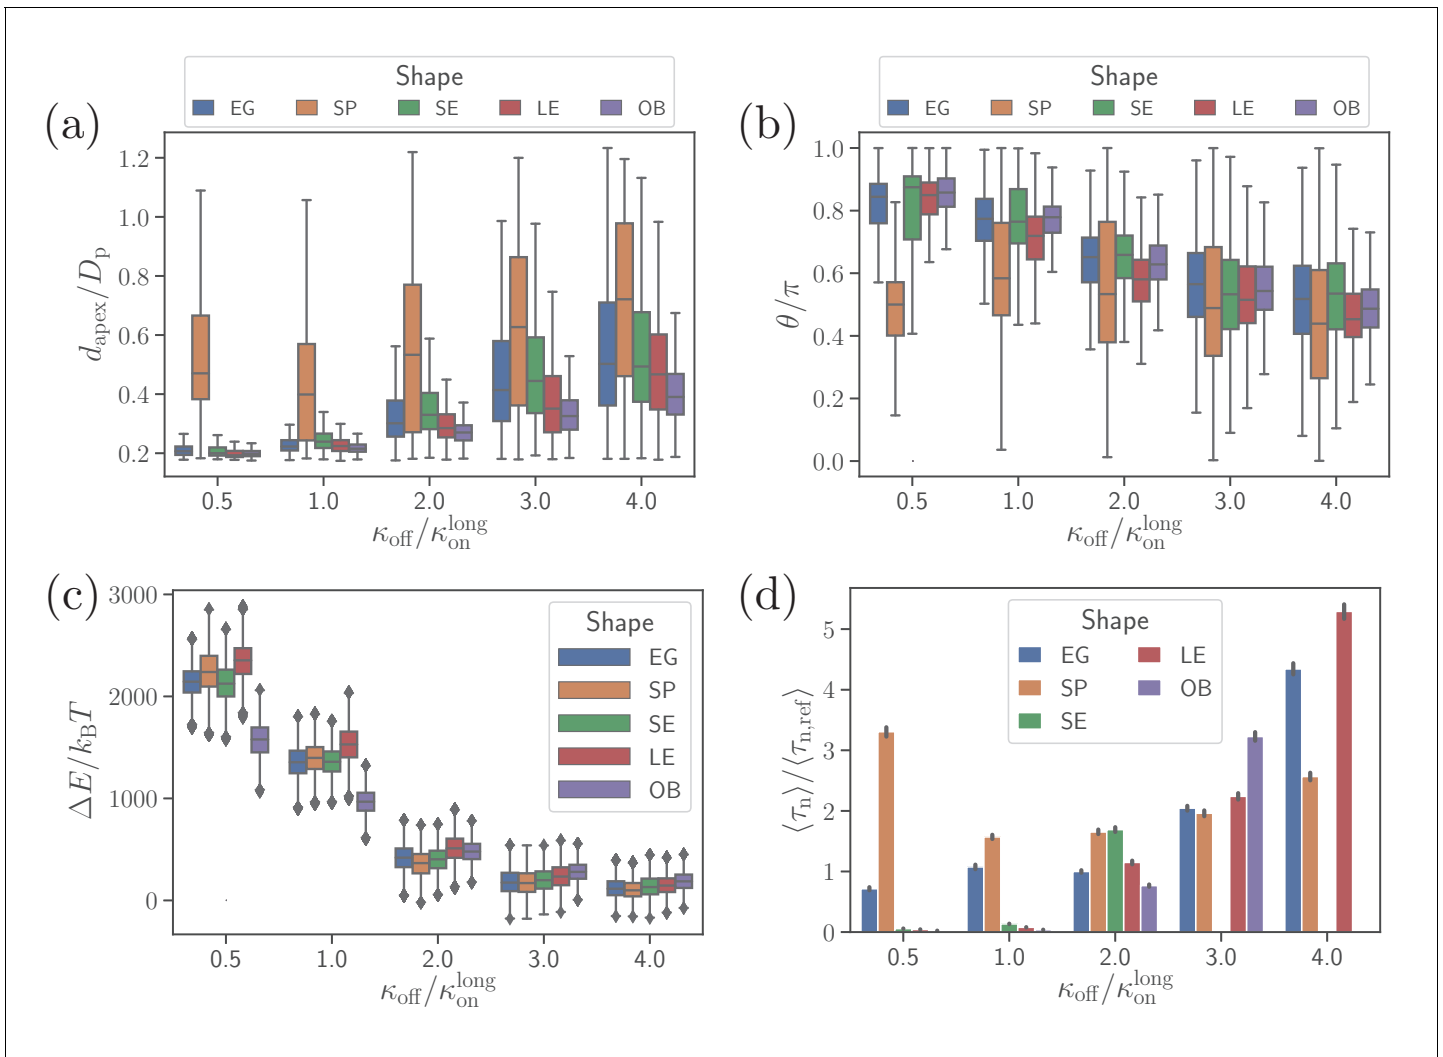 Shape
EG SP SE LE OB
(a)
1.2
1.0
0.8
0.6
0.4
0.2
d_apex/D_p
0.5 1.0 2.0 3.0 4.0
κ_off/κ_on^long
Shape
EG SP SE LE OB
(b)
1.0
0.8
0.6
0.4
0.2
0.0
θ/π
0.5 1.0 2.0 3.0 4.0
κ_off/κ_on^long
(c)
3000
2000
1000
0
ΔE/k_BT
Shape
EG
SP
SE
LE
OB
0.5 1.0 2.0 3.0 4.0
κ_off/κ_on^long
(d)
5
4
3
2
1
0
⟨τ_n⟩/⟨τ_n,ref⟩
Shape
EG LE
SP OB
SE
0.5 1.0 2.0 3.0 4.0
κ_off/κ_on^long